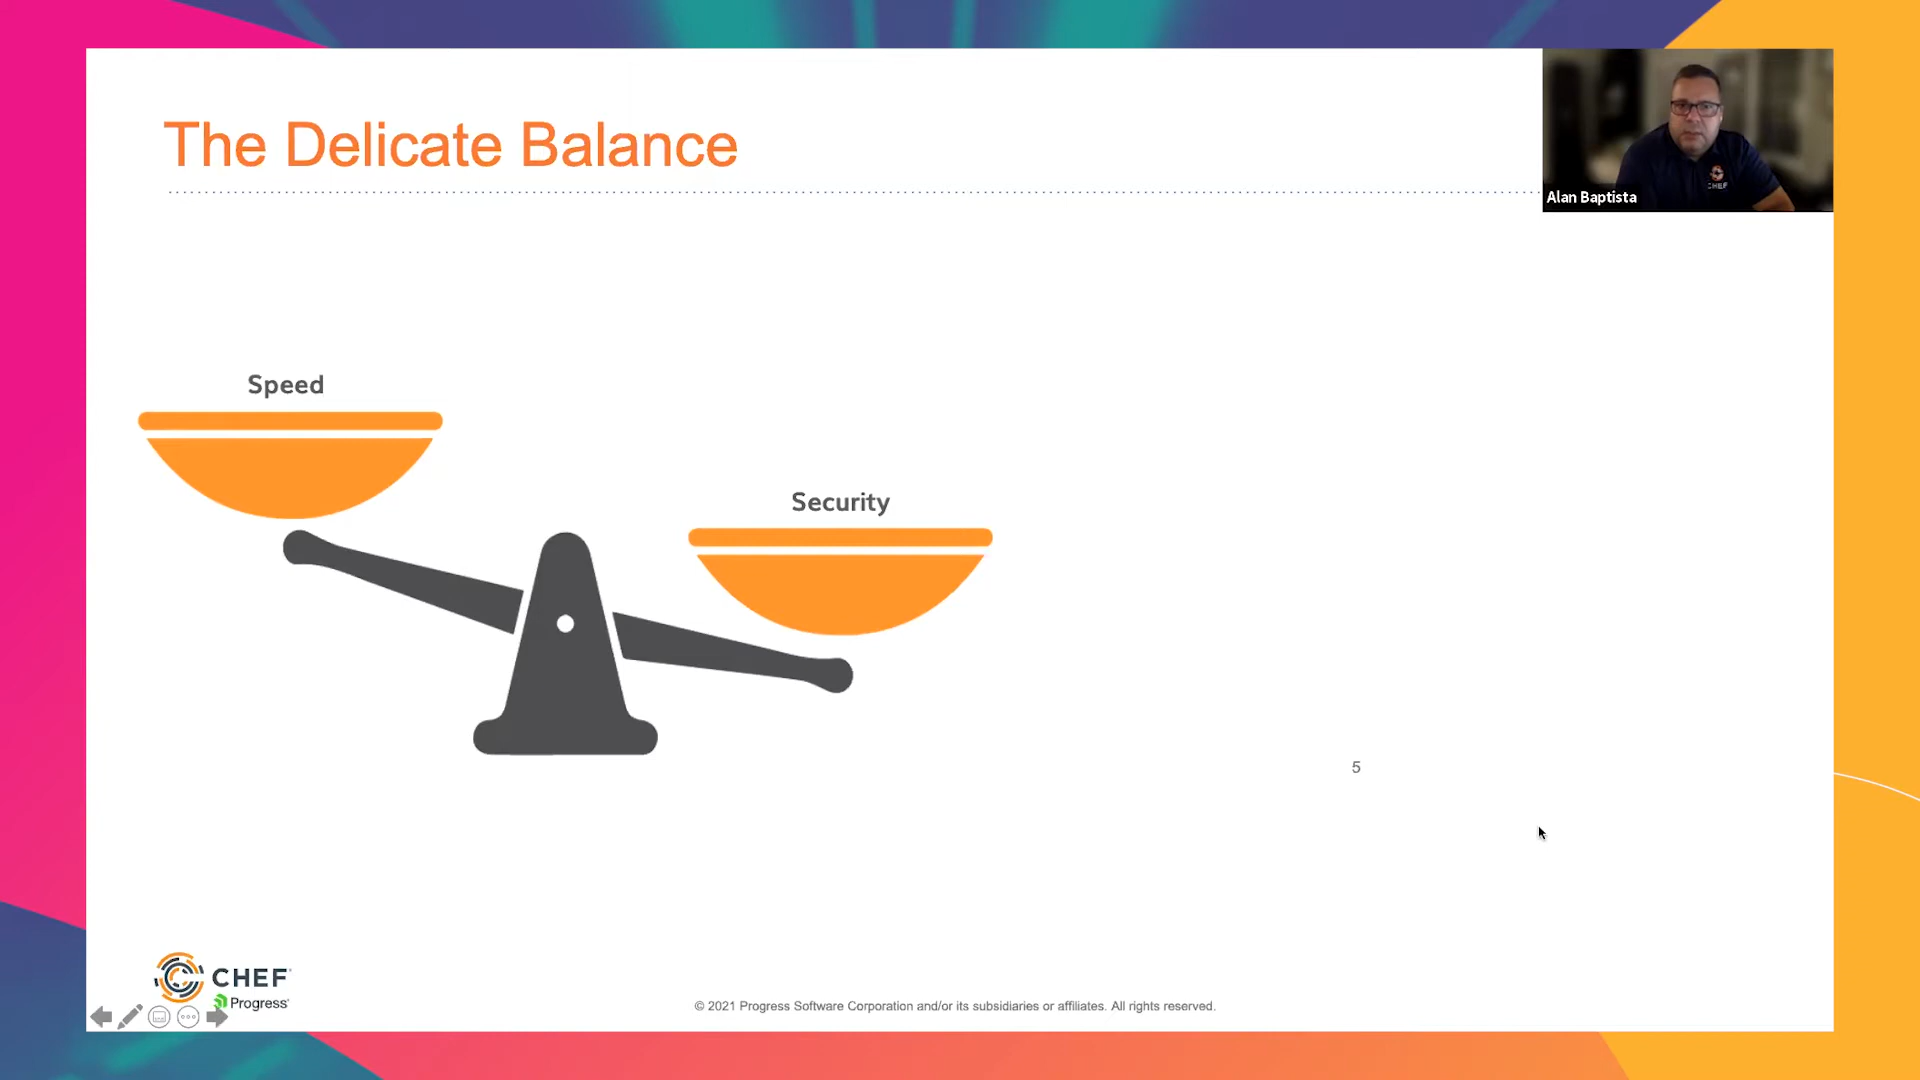 The Delicate Balance
Alan Baptista
CHEF
Speed
Security
5
CHEF
Progress
© 2021 Progress Software Corporation and/or its subsidiaries or affiliates. All rights reserved.